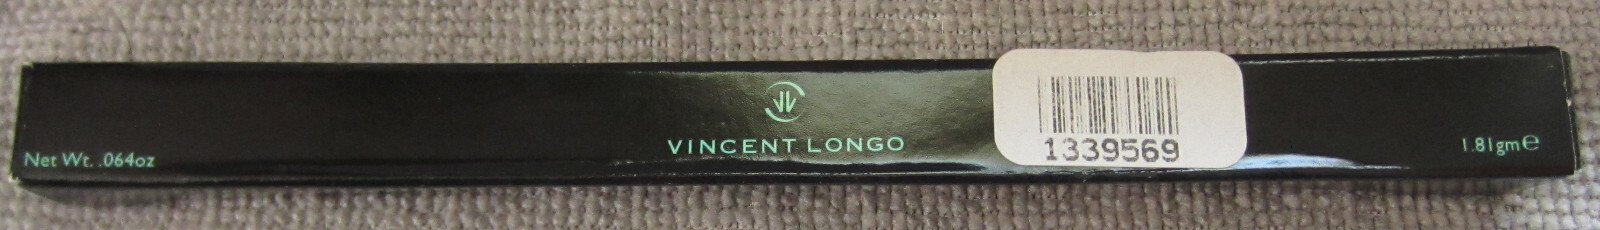 VINCENT LONGO
1339569
Net Wt. .064oz
1.81gm℮